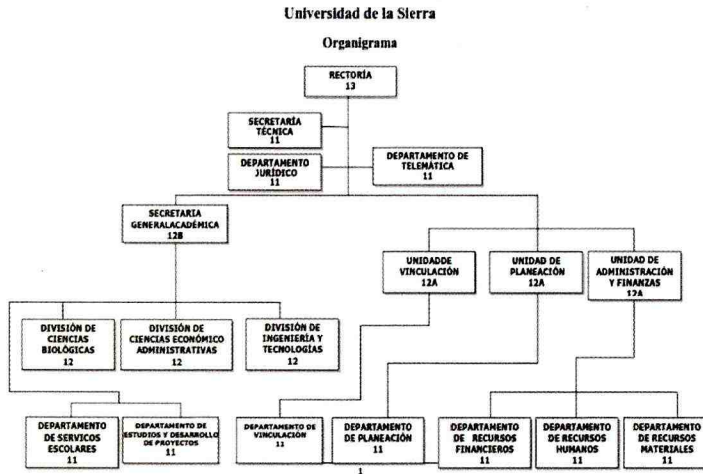 Universidad de la Sierra
Organigrama
RECTORÍA
13
SECRETARÍA
TÉCNICA
11
DEPARTAMENTO
JURÍDICO
11
DEPARTAMENTO DE
TELEMÁTICA
11
SECRETARIA
GENERALACADÉMICA
12B
UNIDADDE
VINCULACIÓN
12A
UNIDAD DE
PLANEACIÓN
12A
UNIDAD DE
ADMINISTRACIÓN
Y FINANZAS
12A
DIVISIÓN DE
CIENCIAS
BIOLÓGICAS
12
DIVISIÓN DE
CIENCIAS ECONÓMICO
ADMINISTRATIVAS
12
DIVISIÓN DE
INGENIERÍA Y
TECNOLOGÍAS
12
DEPARTAMENTO
DE SERVICOS
ESCOLARES
11
DEPARTAMENTO DE
ESTUDIOS Y DESARROLLO
DE PROYECTOS
11
DEPARTAMENTO DE
VINCULACIÓN
11
DEPARTAMENTO
DE PLANEACIÓN
11
DEPARTAMENTO
DE RECURSOS
FINANCIEROS
11
DEPARTAMENTO
DE RECURSOS
HUMANOS
11
DEPARTAMENTO
DE RECURSOS
MATERIALES
11
1